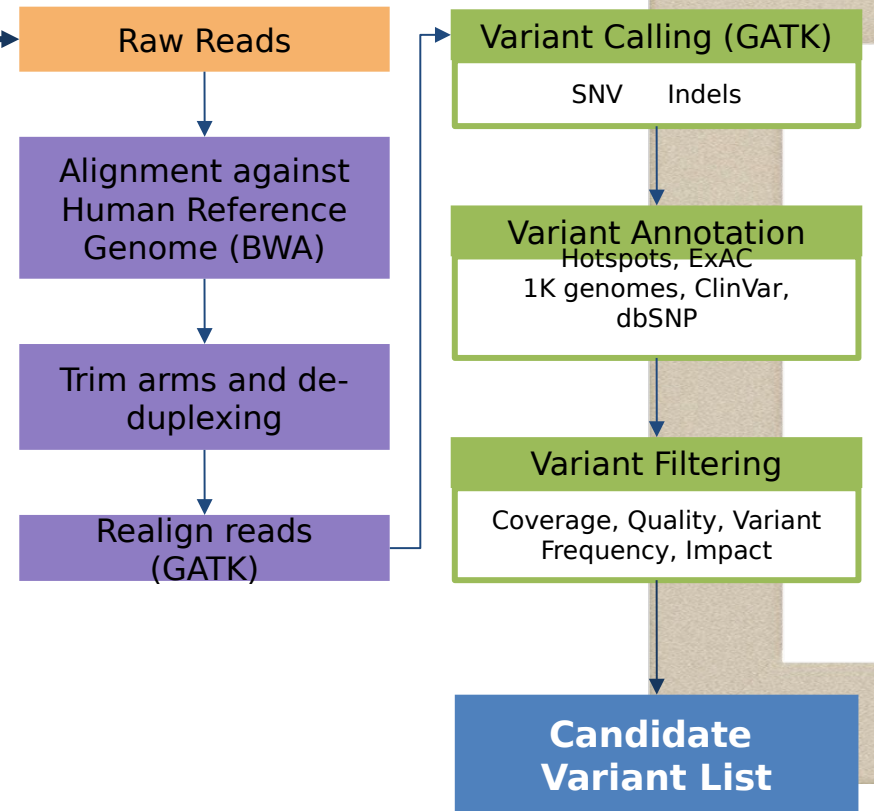 Raw Reads
Alignment against
Human Reference
Genome (BWA)
Trim arms and de-
duplexing
Realign reads
(GATK)
Variant Calling (GATK)
SNV Indels
Variant Annotation
Hotspots, ExAC
1K genomes, ClinVar,
dbSNP
Variant Filtering
Coverage, Quality, Variant
Frequency, Impact
Candidate
Variant List